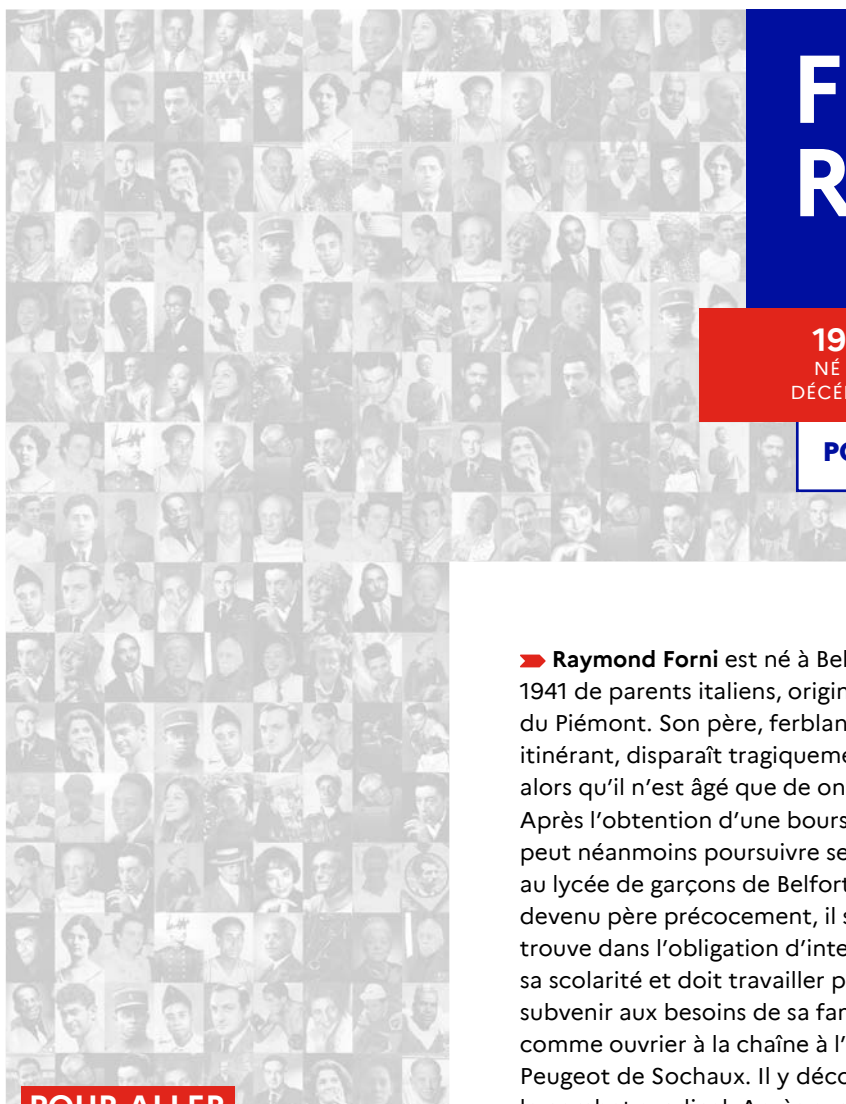 F
R
19
NÉ
DÉCÉ
PO
Raymond Forni est né à Bel
1941 de parents italiens, origin
du Piémont. Son père, ferblan
itinérant, disparaît tragiqueme
alors qu'il n'est âgé que de on
Après l'obtention d'une bours
peut néanmoins poursuivre se
au lycée de garçons de Belfort
devenu père précocement, il s
trouve dans l'obligation d'inte
sa scolarité et doit travailler p
subvenir aux besoins de sa fam
comme ouvrier à la chaîne à l'
Peugeot de Sochaux. Il y déco
POUR ALLER